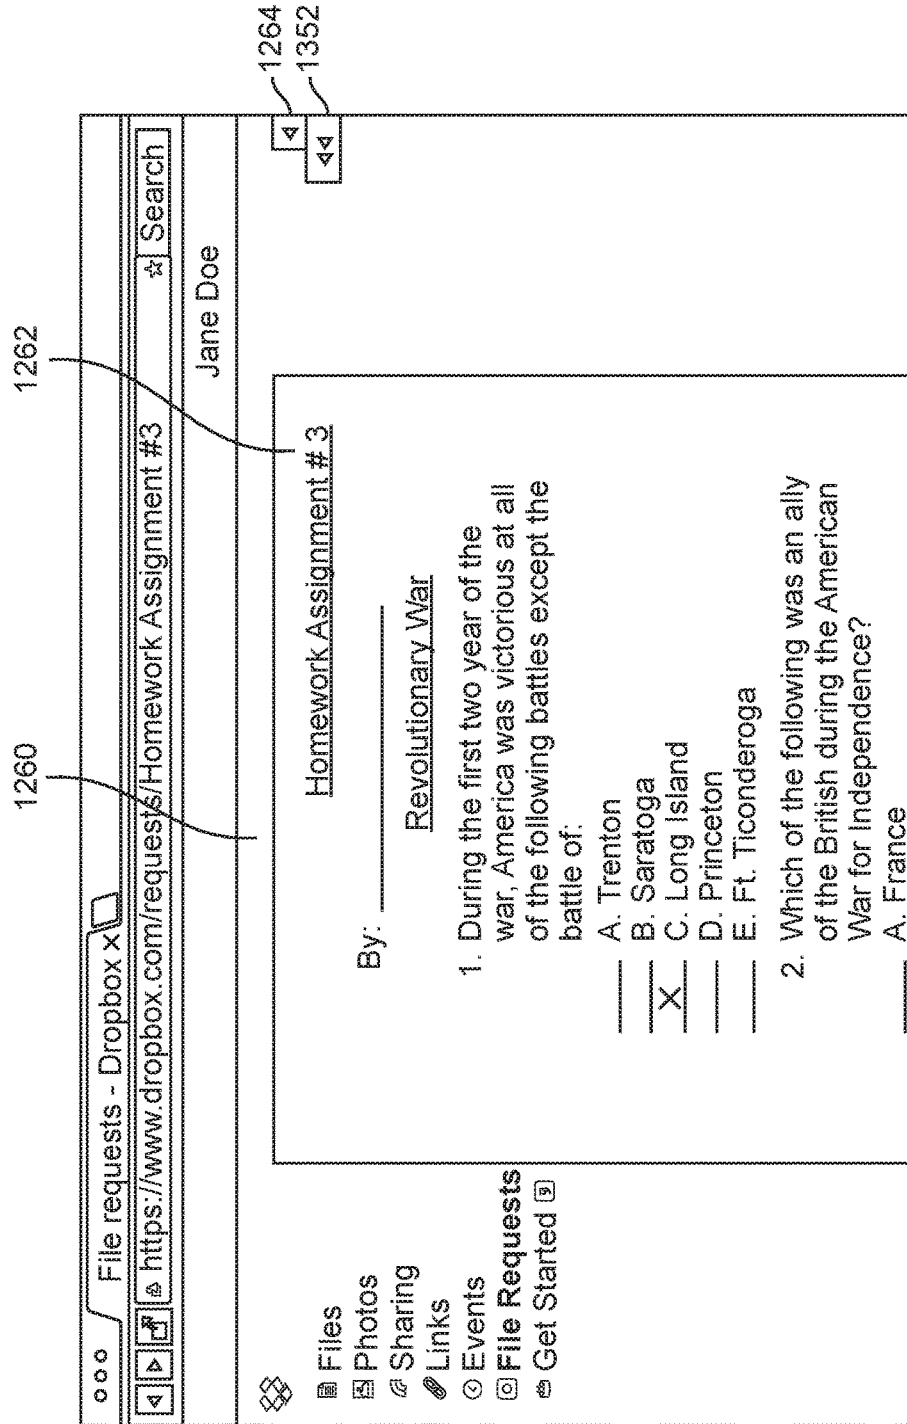 1260
1262
1264
1352
File requests - Dropbox X
https://www.dropbox.com/requests/Homework Assignment #3
Search
Jane Doe
Files
Photos
Sharing
Links
Events
File Requests
Get Started
Homework Assignment # 3
By:
Revolutionary War
1. During the first two year of the
war, America was victorious at all
of the following battles except the
battle of:
A. Trenton
B. Saratoga
X C. Long Island
D. Princeton
E. Ft. Ticonderoga
2. Which of the following was an ally
of the British during the American
War for Independence?
A. France